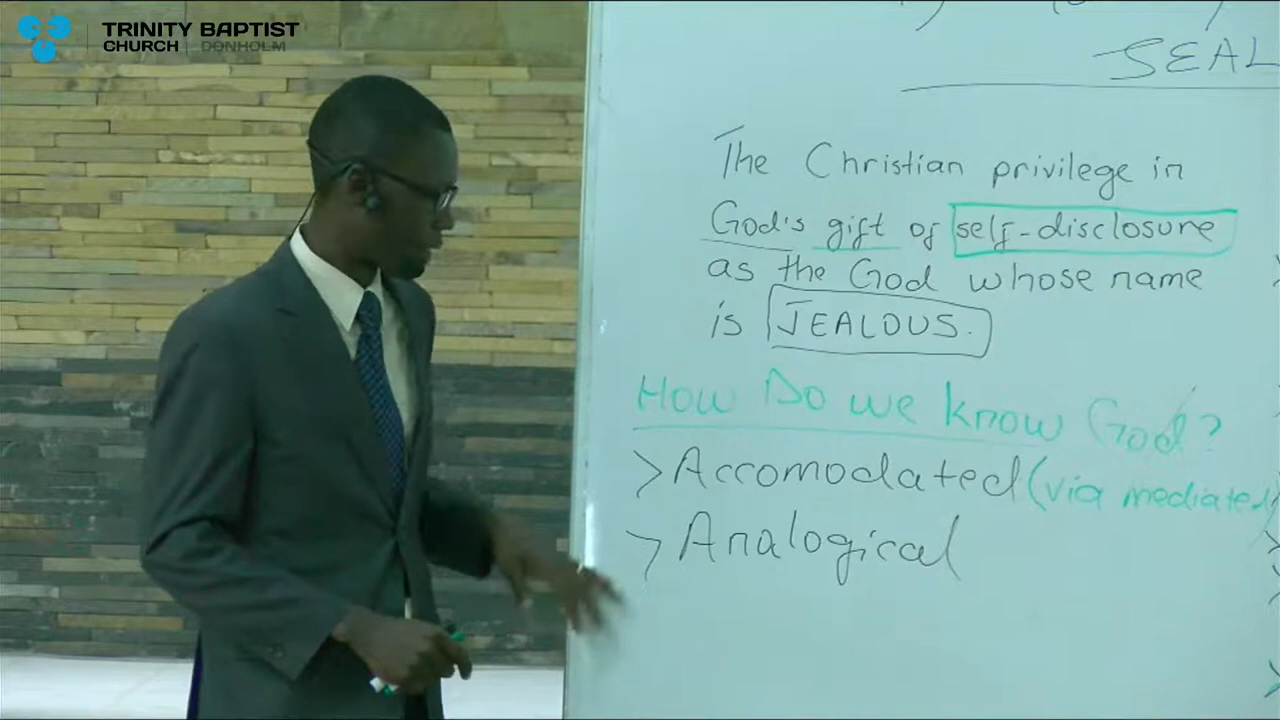 TRINITY BAPTIST
CHURCH | DONHOLM
SEAL
The Christian privilege in
God's gift of self-disclosure
as the God whose name
is JEALOUS.
How Do we know God?
> Accomodated (via mediated)
> Analogical